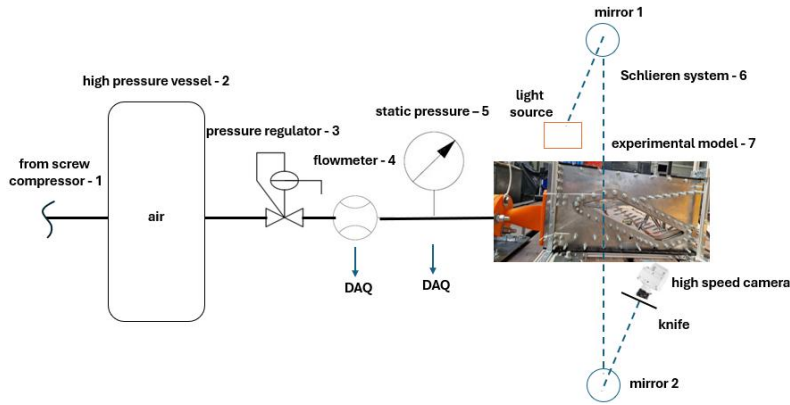 mirror 1
high pressure vessel - 2
Schlieren system - 6
light
source
static pressure – 5
pressure regulator - 3
experimental model - 7
flowmeter - 4
from screw
compressor - 1
air
DAQ
DAQ
high speed camera
knife
mirror 2